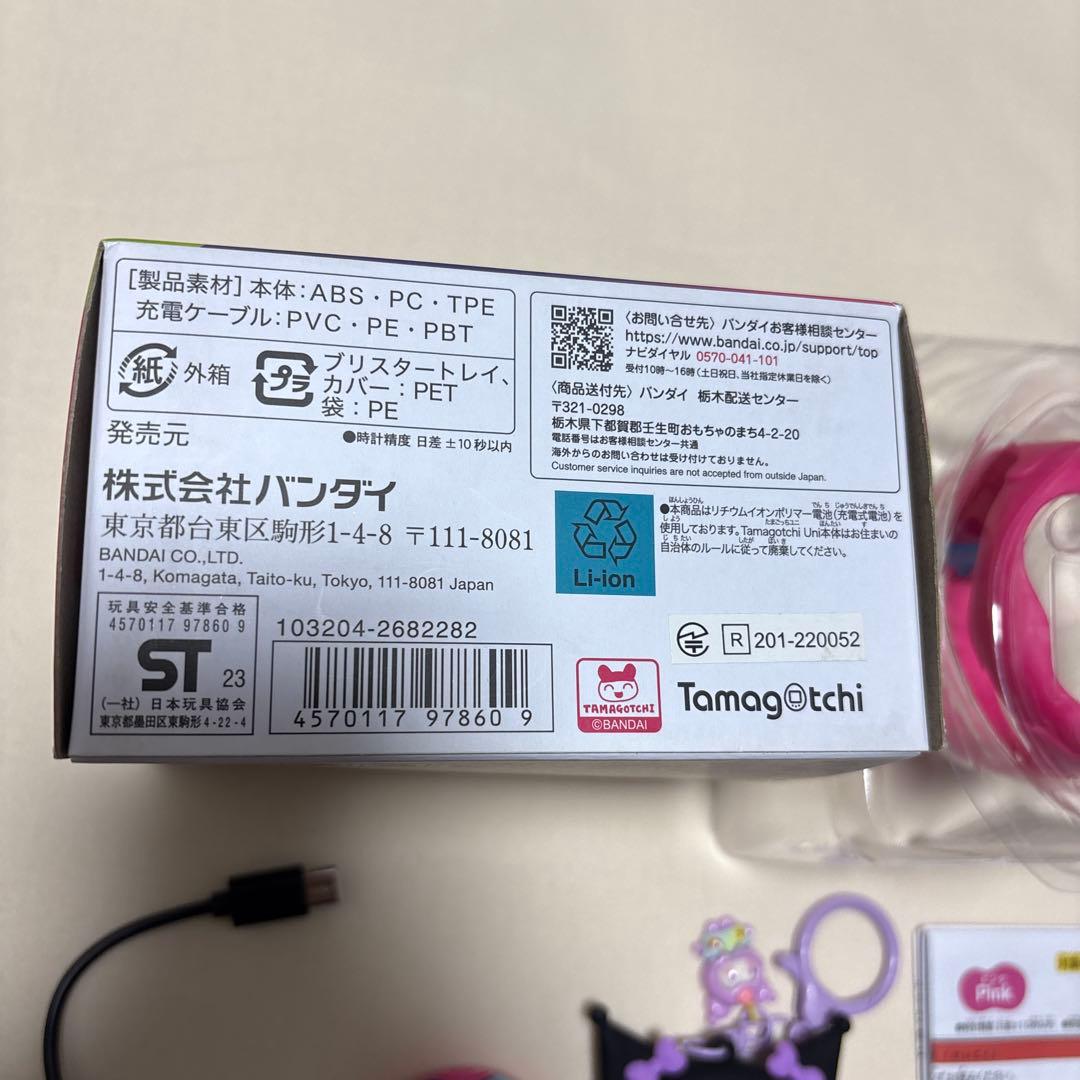 [製品素材] 本体:ABS・PC・TPE
充電ケーブル:PVC・PE・PBT
紙 外箱
プラ ブリスタートレイ、
カバー:PET
袋:PE
発売元
●時計精度 日差 ±10秒以内
株式会社バンダイ
東京都台東区駒形1-4-8 〒111-8081
BANDAI CO.,LTD.
1-4-8, Komagata, Taito-ku, Tokyo, 111-8081 Japan
〈お問い合せ先〉バンダイお客様相談センター
https://www.bandai.co.jp/support/top
ナビダイヤル 0570-041-101
受付10時~16時(土日祝日、当社指定休業日を除く)
〈商品送付先〉バンダイ 栃木配送センター
〒321-0298
栃木県下都賀郡壬生町おもちゃのまち4-2-20
電話番号はお客様相談センター共通
海外からのお問い合わせは受け付けておりません。
Customer service inquiries are not accepted from outside Japan.
Li-ion
●本商品はリチウムイオンポリマー電池(充電式電池)を
使用しております。Tamagotchi Uni本体はお住まいの
自治体のルールに従って廃棄してください。
玩具安全基準合格
4570117 97860 9
ST 23
(一社)日本玩具協会
東京都墨田区東駒形4-22-4
103204-2682282
4570117 97860 9
TAMAGOTCHI
©BANDAI
R 201-220052
Tamagotchi
Pink